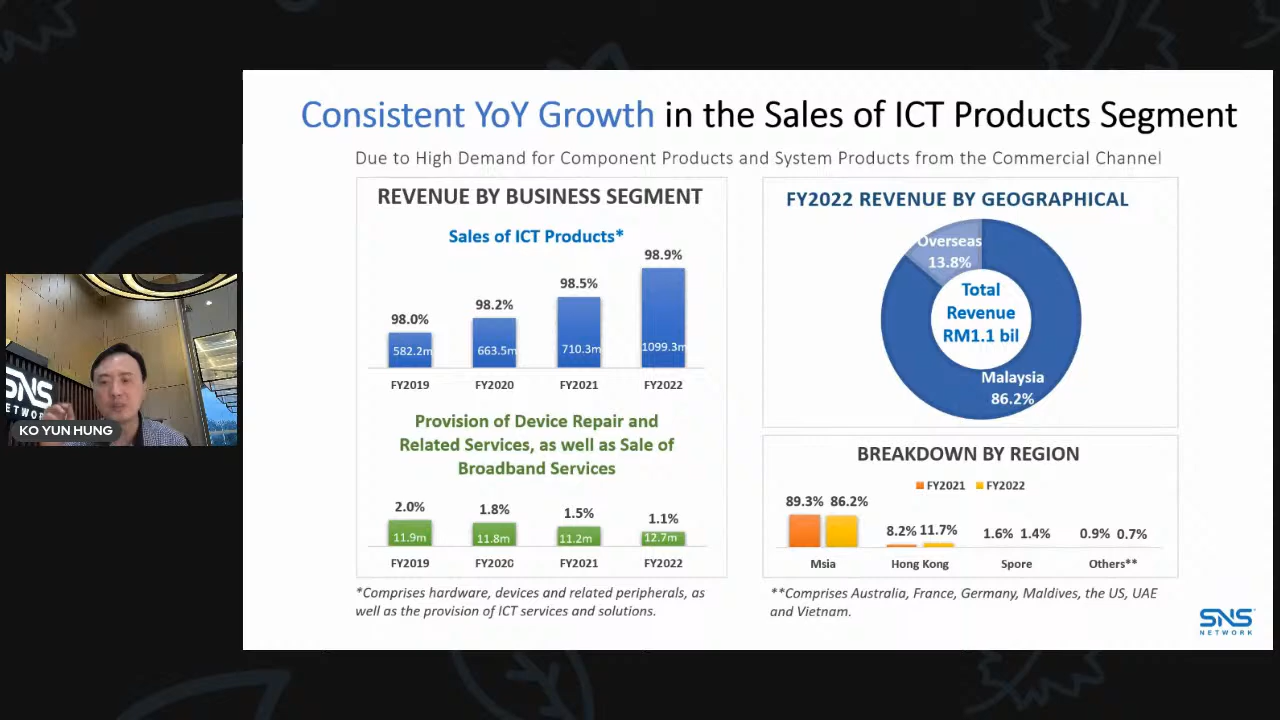 Consistent YoY Growth in the Sales of ICT Products Segment
Due to High Demand for Component Products and System Products from the Commercial Channel
REVENUE BY BUSINESS SEGMENT
Sales of ICT Products*
98.0% 98.2% 98.5% 98.9%
582.2m 663.5m 710.3m 1099.3m
FY2019 FY2020 FY2021 FY2022
Provision of Device Repair and
Related Services, as well as Sale of
Broadband Services
2.0% 1.8% 1.5% 1.1%
11.9m 11.8m 11.2m 12.7m
FY2019 FY2020 FY2021 FY2022
*Comprises hardware, devices and related peripherals, as
well as the provision of ICT services and solutions.
FY2022 REVENUE BY GEOGRAPHICAL
Overseas
13.8%
Total
Revenue
RM1.1 bil
Malaysia
86.2%
BREAKDOWN BY REGION
FY2021 FY2022
89.3% 86.2% 8.2% 11.7% 1.6% 1.4% 0.9% 0.7%
Msia Hong Kong Spore Others**
**Comprises Australia, France, Germany, Maldives, the US, UAE
and Vietnam.
SNS
NETWORK
SNS
KO YUN HUNG